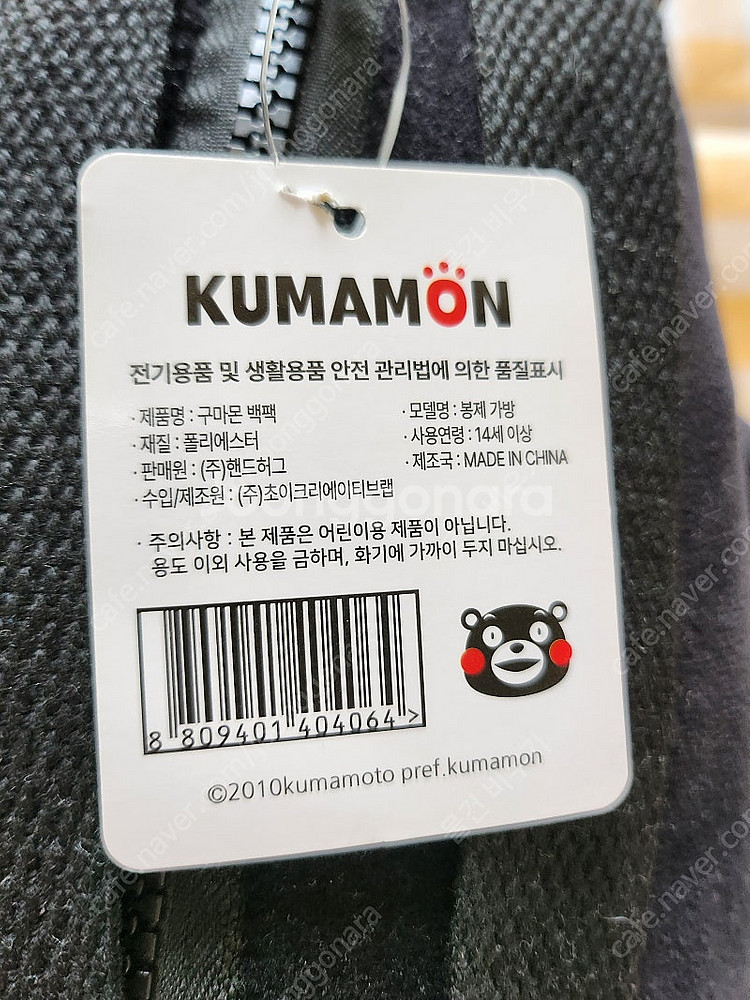 KUMAMON
전기용품 및 생활용품 안전 관리법에 의한 품질표시
· 제품명 : 구마몬 백팩
· 모델명 : 봉제 가방
· 재질 : 폴리에스터
· 사용연령 : 14세 이상
· 판매원 : (주)핸드허그
· 제조국 : MADE IN CHINA
· 수입/제조원 : (주)초이크리에이티브랩
· 주의사항 : 본 제품은 어린이용 제품이 아닙니다.
용도 이외 사용을 금하며, 화기에 가까이 두지 마십시오.
8 809401 404064 >
©2010kumamoto pref.kumamon
joonggonara
cafe.naver.com/joonggonara